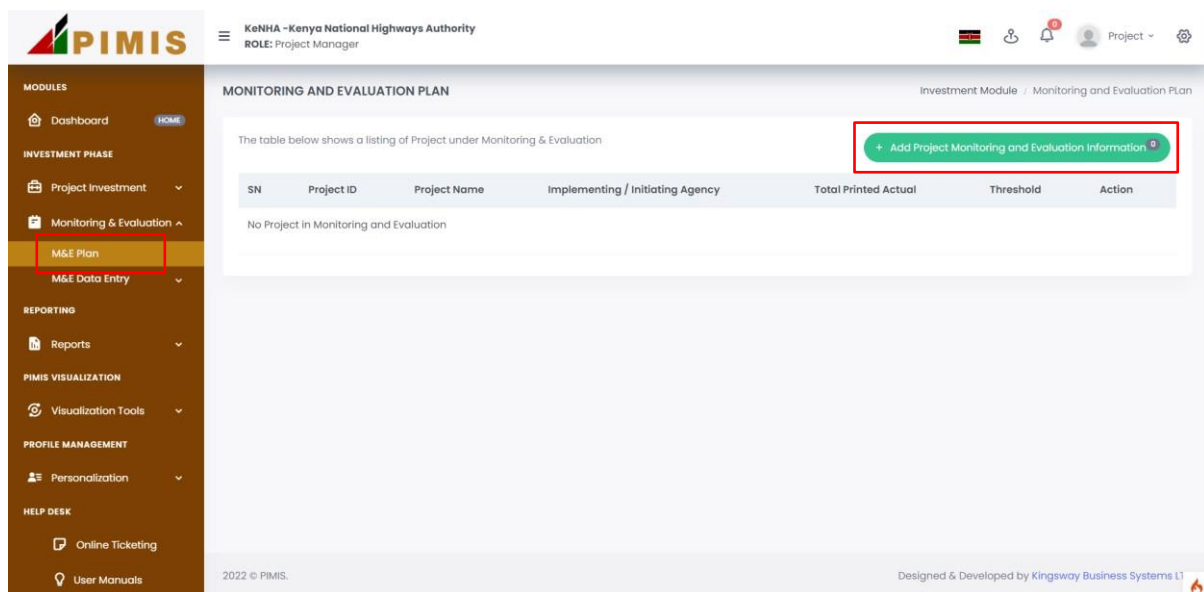 PIMIS
KeNHA -Kenya National Highways Authority
ROLE: Project Manager
0
Project
MODULES
Dashboard HOME
INVESTMENT PHASE
Project Investment
Monitoring & Evaluation
M&E Plan
M&E Data Entry
REPORTING
Reports
PIMIS VISUALIZATION
Visualization Tools
PROFILE MANAGEMENT
Personalization
HELP DESK
Online Ticketing
User Manuals
MONITORING AND EVALUATION PLAN
Investment Module / Monitoring and Evaluation PLan
The table below shows a listing of Project under Monitoring & Evaluation
+ Add Project Monitoring and Evaluation Information 0
SN Project ID Project Name Implementing / Initiating Agency Total Printed Actual Threshold Action
No Project in Monitoring and Evaluation
2022 © PIMIS.
Designed & Developed by Kingsway Business Systems